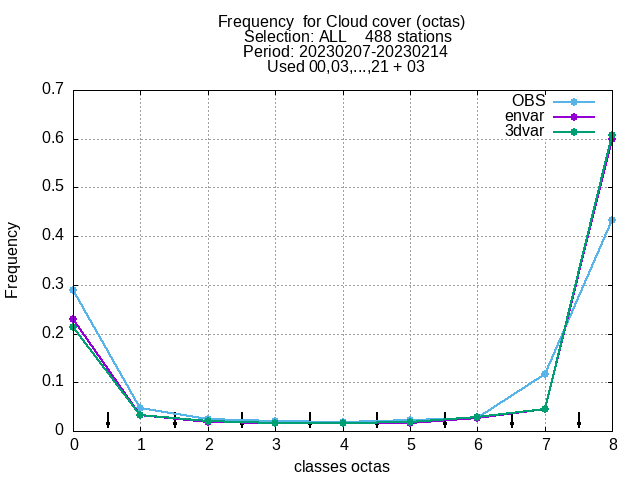 Frequency  for Cloud cover (octas)
Selection: ALL    488 stations
Period: 20230207-20230214
Used 00,03,...,21 + 03
0.7
0.6
0.5
0.4
0.3
0.2
0.1
0
Frequency
OBS
envar
3dvar
0 1 2 3 4 5 6 7 8
classes octas